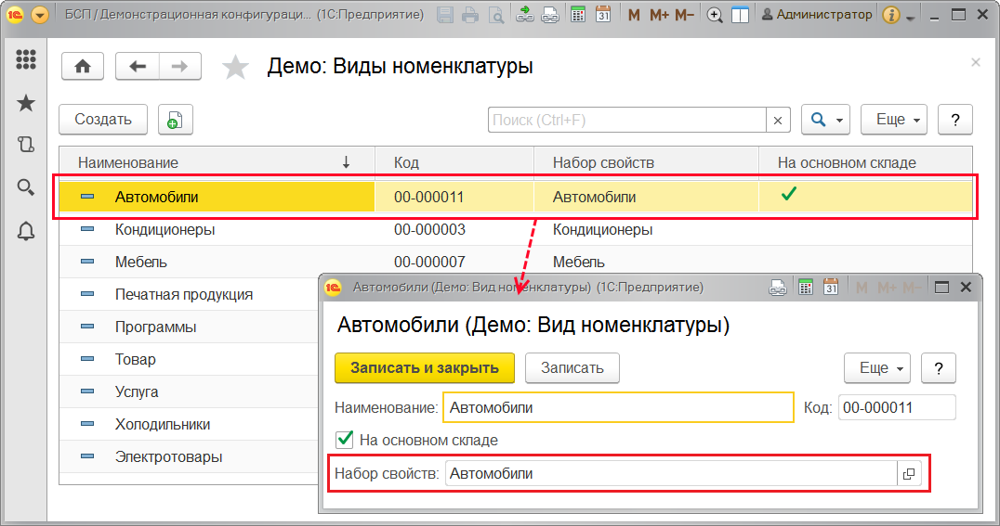 БСП / Демонстрационная конфигураци... (1С:Предприятие) 31 M M+ M− Администратор i
Демо: Виды номенклатуры
Создать Поиск (Ctrl+F) × Еще ?
Наименование ↓ Код Набор свойств На основном складе
Автомобили 00-000011 Автомобили
Кондиционеры 00-000003 Кондиционеры
Мебель 00-000007 Мебель
Печатная продукция
Программы
Товар
Услуга
Холодильники
Электротовары
Автомобили (Демо: Вид номенклатуры) (1С:Предприятие) 31 M M+ M−
Автомобили (Демо: Вид номенклатуры)
Записать и закрыть Записать Еще ?
Наименование: Автомобили Код: 00-000011
На основном складе
Набор свойств: Автомобили